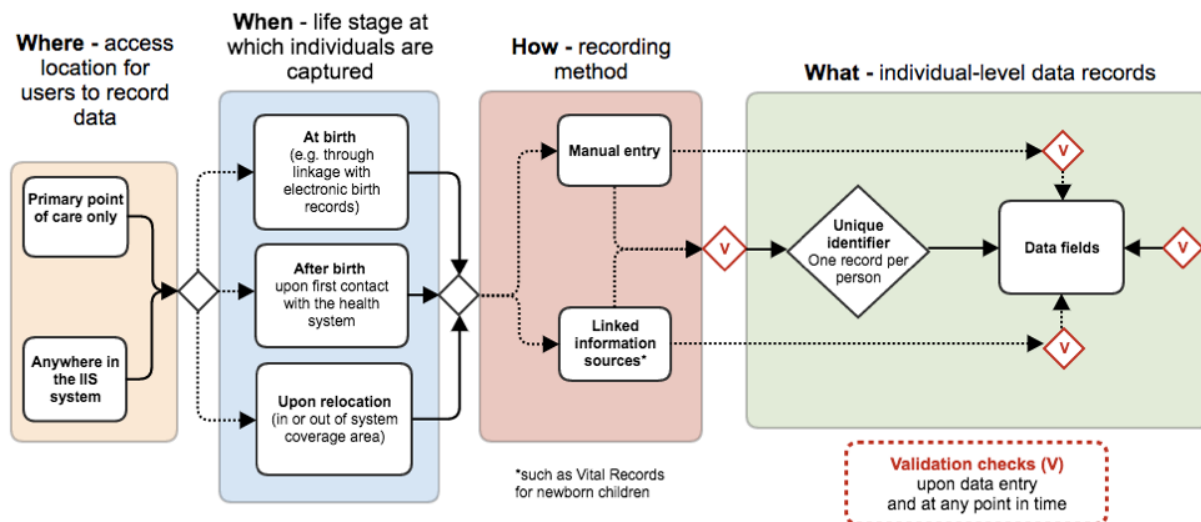 Where - access
location for
users to record
data
Primary point
of care only
Anywhere in
the IIS
system
When - life stage at
which individuals are
captured
At birth
(e.g. through
linkage with
electronic birth
records)
After birth
upon first contact
with the health
system
Upon relocation
(in or out of system
coverage area)
How - recording
method
Manual entry
Linked
information
sources*
*such as Vital Records
for newborn children
What - individual-level data records
V
V
Unique
identifier
One record per
person
Data fields
V
V
Validation checks (V)
upon data entry
and at any point in time